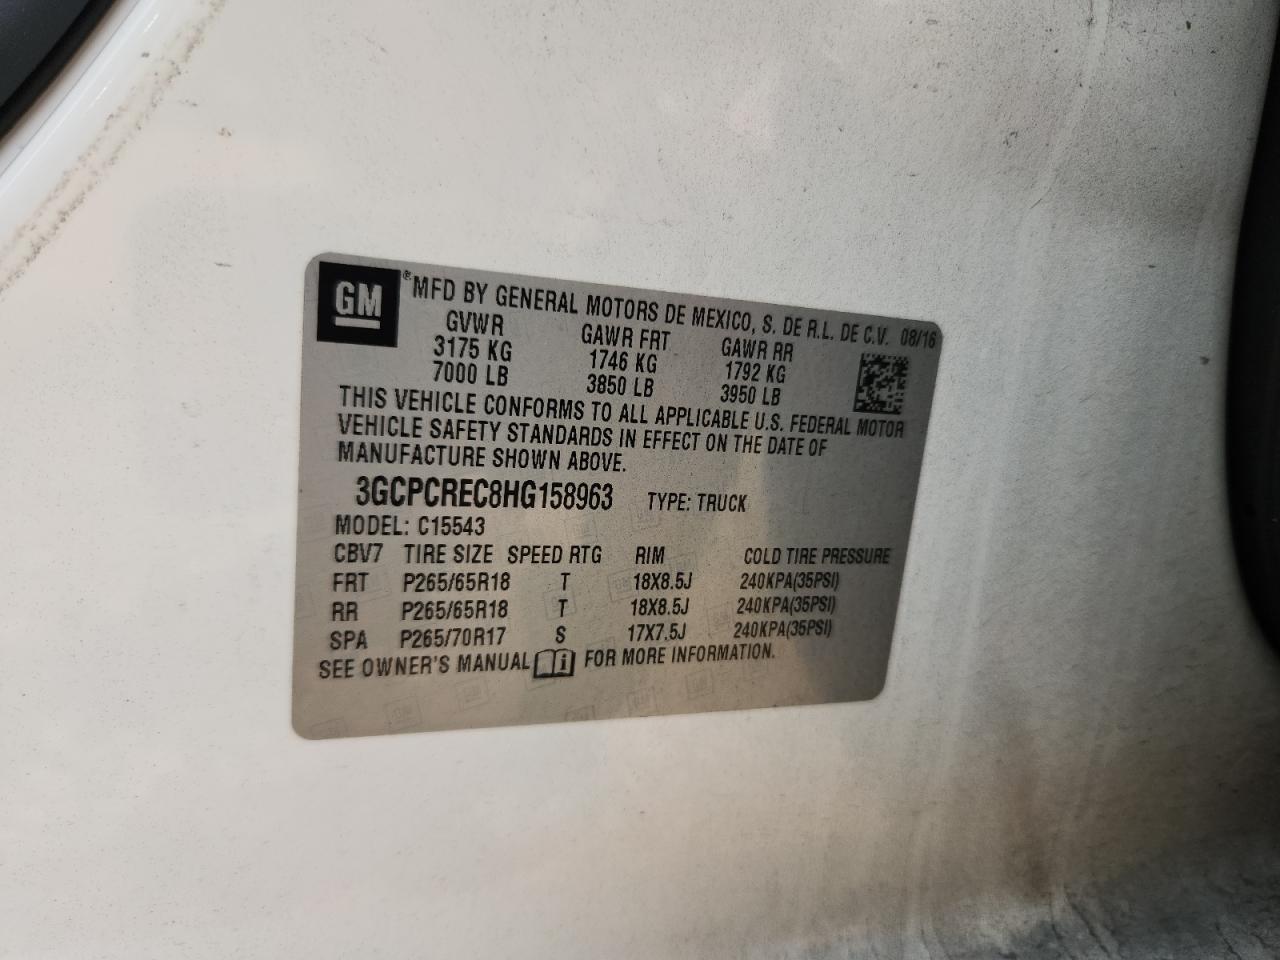 GM ® MFD BY GENERAL MOTORS DE MEXICO, S. DE R.L. DE C.V. 08/16
GVWR GAWR FRT GAWR RR
3175 KG 1746 KG 1792 KG
7000 LB 3850 LB 3950 LB
THIS VEHICLE CONFORMS TO ALL APPLICABLE U.S. FEDERAL MOTOR
VEHICLE SAFETY STANDARDS IN EFFECT ON THE DATE OF
MANUFACTURE SHOWN ABOVE.
3GCPCREC8HG158963 TYPE: TRUCK
MODEL: C15543
CBV7 TIRE SIZE SPEED RTG RIM COLD TIRE PRESSURE
FRT P265/65R18 T 18X8.5J 240KPA(35PSI)
RR P265/65R18 T 18X8.5J 240KPA(35PSI)
SPA P265/70R17 S 17X7.5J 240KPA(35PSI)
SEE OWNER'S MANUAL i FOR MORE INFORMATION.